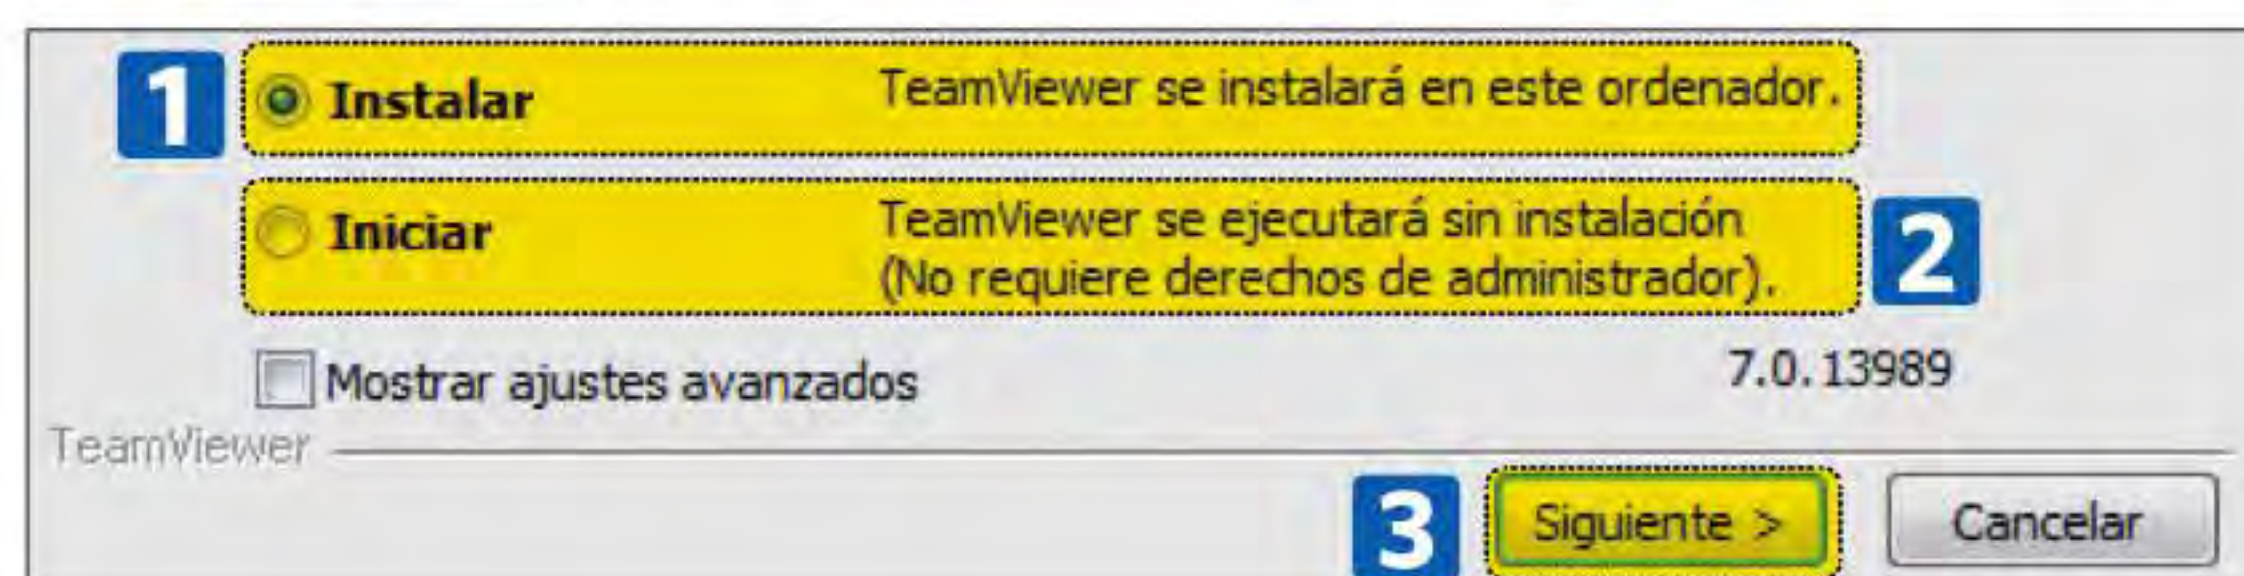 1
Instalar TeamViewer se instalará en este ordenador.
Iniciar TeamViewer se ejecutará sin instalación
(No requiere derechos de administrador).
2
Mostrar ajustes avanzados 7.0.13989
TeamViewer
3 Siguiente > Cancelar